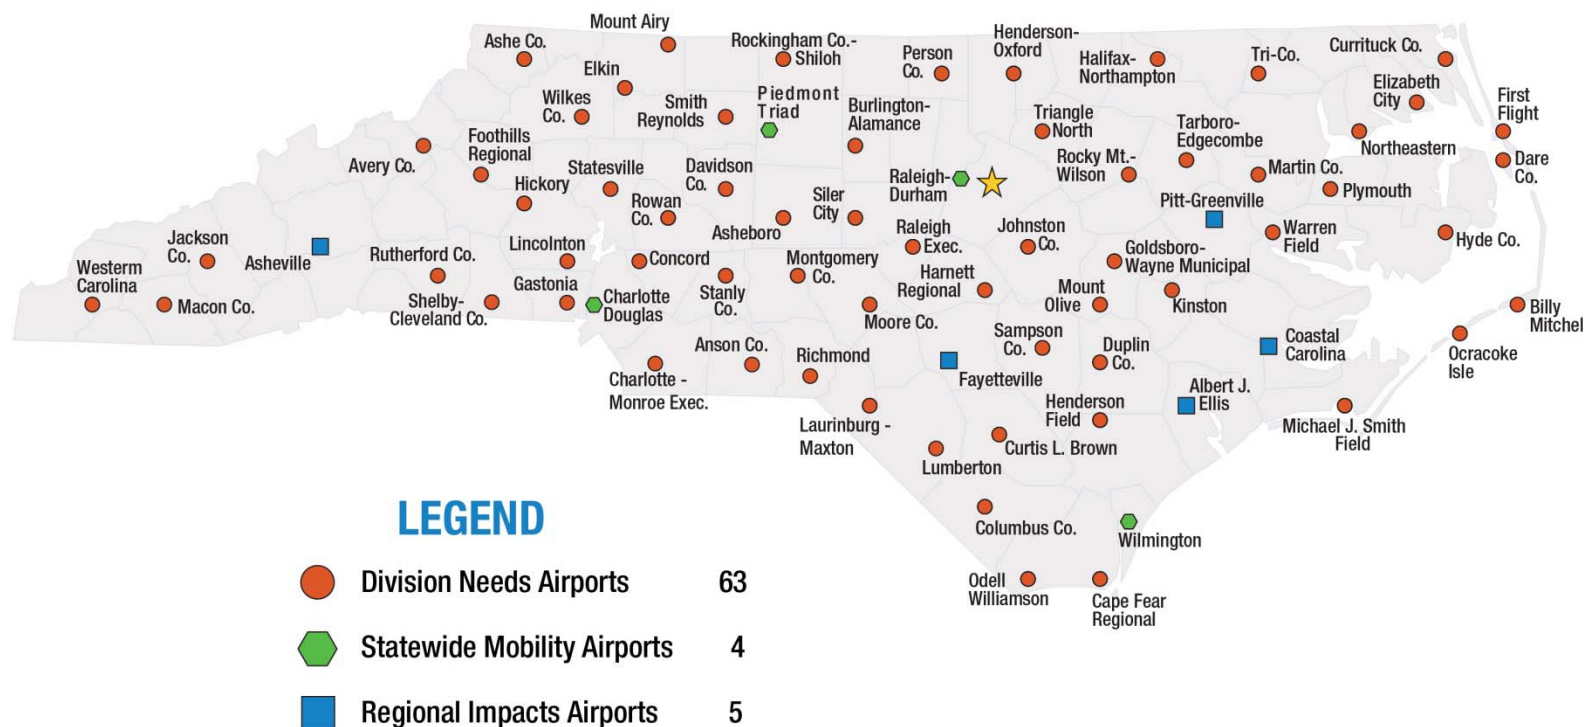 Mount Airy
Ashe Co.
Rockingham Co.-
Shiloh
Person
Co.
Henderson-
Oxford
Halifax-
Northampton
Tri-Co.
Currituck Co.
Elkin
Elizabeth
City
Wilkes
Co.
Smith
Reynolds
Piedmont
Triad
Burlington-
Alamance
Triangle
North
Tarboro-
Edgecombe
First
Flight
Avery Co.
Foothills
Regional
Statesville
Davidson
Co.
Raleigh-
Durham
Rocky Mt.-
Wilson
Martin Co.
Northeastern
Dare
Co.
Hickory
Rowan
Co.
Asheboro
Siler
City
Pitt-Greenville
Plymouth
Jackson
Co.
Asheville
Rutherford Co.
Lincolnton
Concord
Montgomery
Co.
Raleigh
Exec.
Johnston
Co.
Goldsboro-
Wayne Municipal
Warren
Field
Hyde Co.
Westerm
Carolina
Macon Co.
Shelby-
Cleveland Co.
Gastonia
Charlotte
Douglas
Stanly
Co.
Moore Co.
Harnett
Regional
Mount
Olive
Kinston
Billy
Mitchel
Charlotte -
Monroe Exec.
Anson Co.
Richmond
Fayetteville
Sampson
Co.
Duplin
Co.
Coastal
Carolina
Ocracoke
Isle
Laurinburg -
Maxton
Henderson
Field
Albert J.
Ellis
Michael J. Smith
Field
Lumberton
Curtis L. Brown
Columbus Co.
Wilmington
Odell
Williamson
Cape Fear
Regional
LEGEND
Division Needs Airports 63
Statewide Mobility Airports 4
Regional Impacts Airports 5